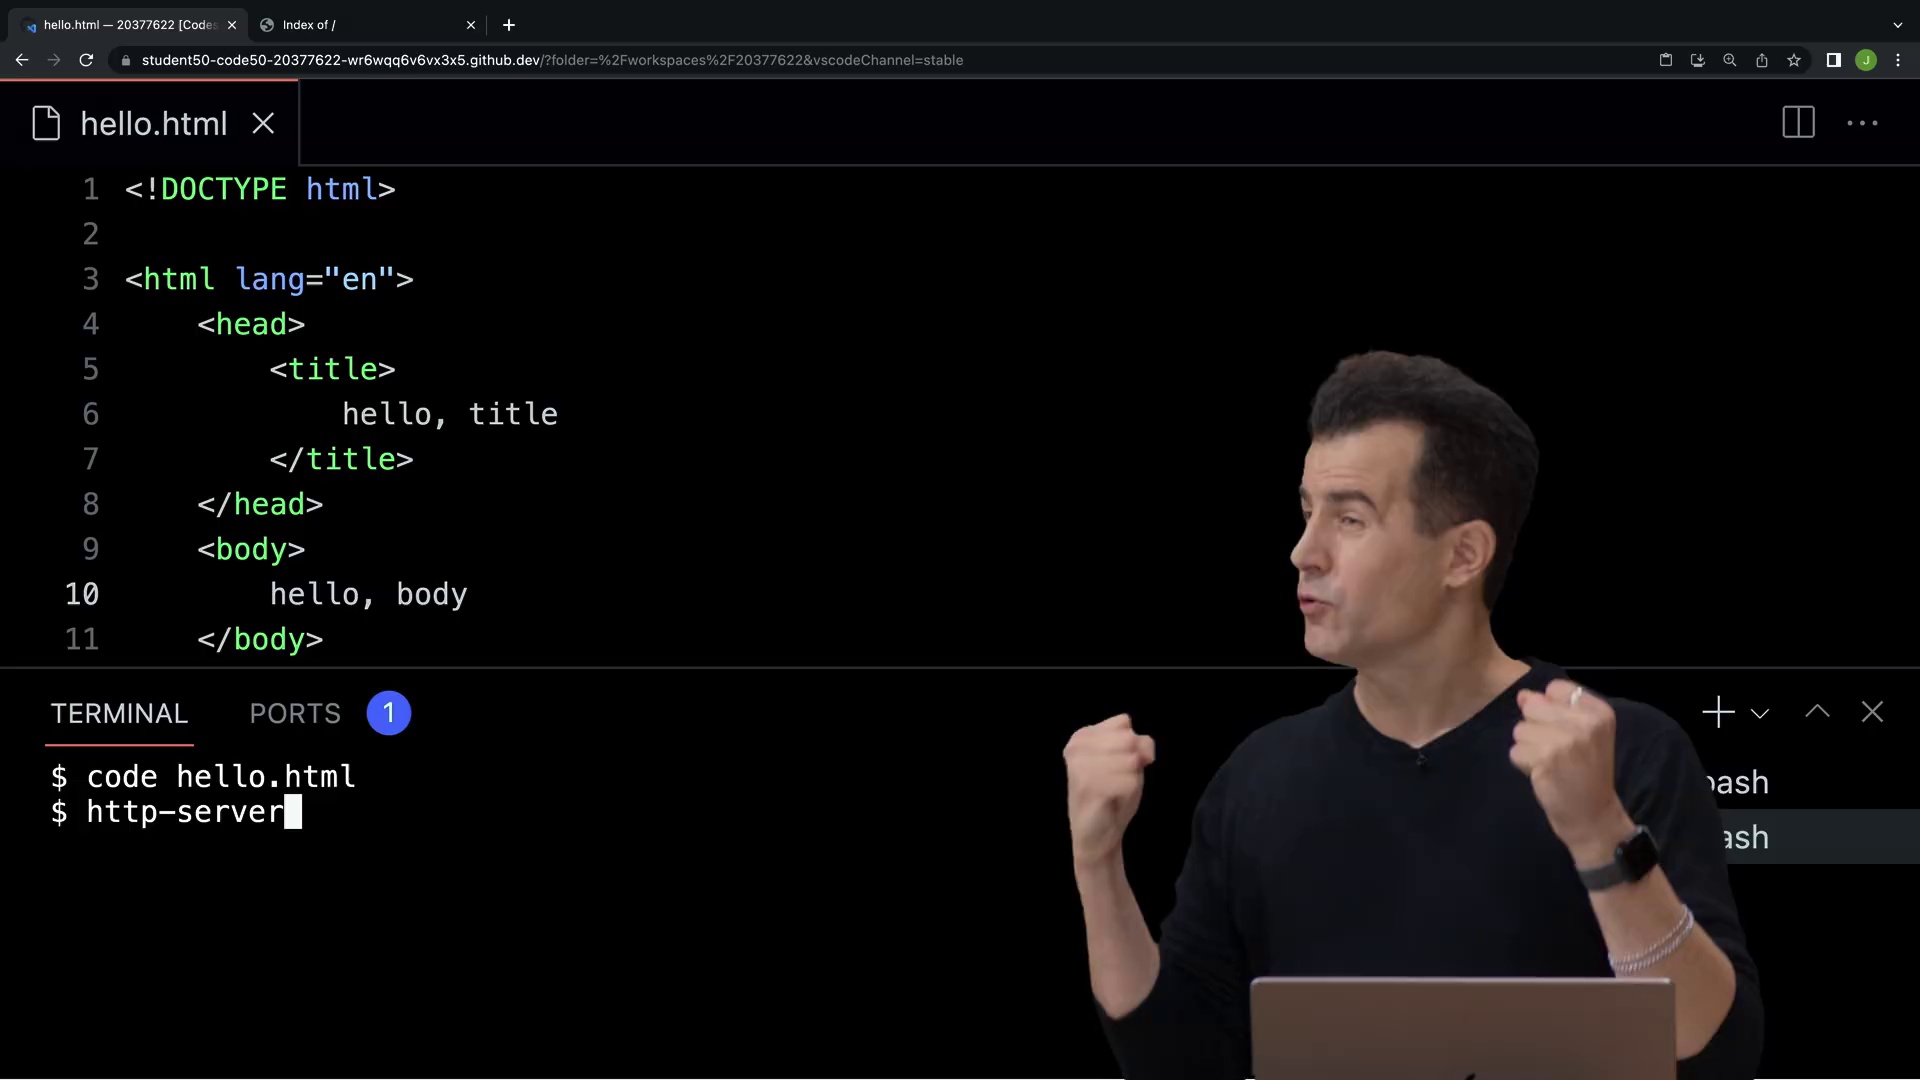 hello.html — 20377622 [Codes
Index of /
student50-code50-20377622-wr6wqq6v6vx3x5.github.dev/?folder=%2Fworkspaces%2F20377622&vscodeChannel=stable
J
hello.html
1 <!DOCTYPE html>
2
3 <html lang="en">
4 <head>
5 <title>
6 hello, title
7 </title>
8 </head>
9 <body>
10 hello, body
11 </body>
TERMINAL PORTS 1
$ code hello.html
$ http-server
bash
ash